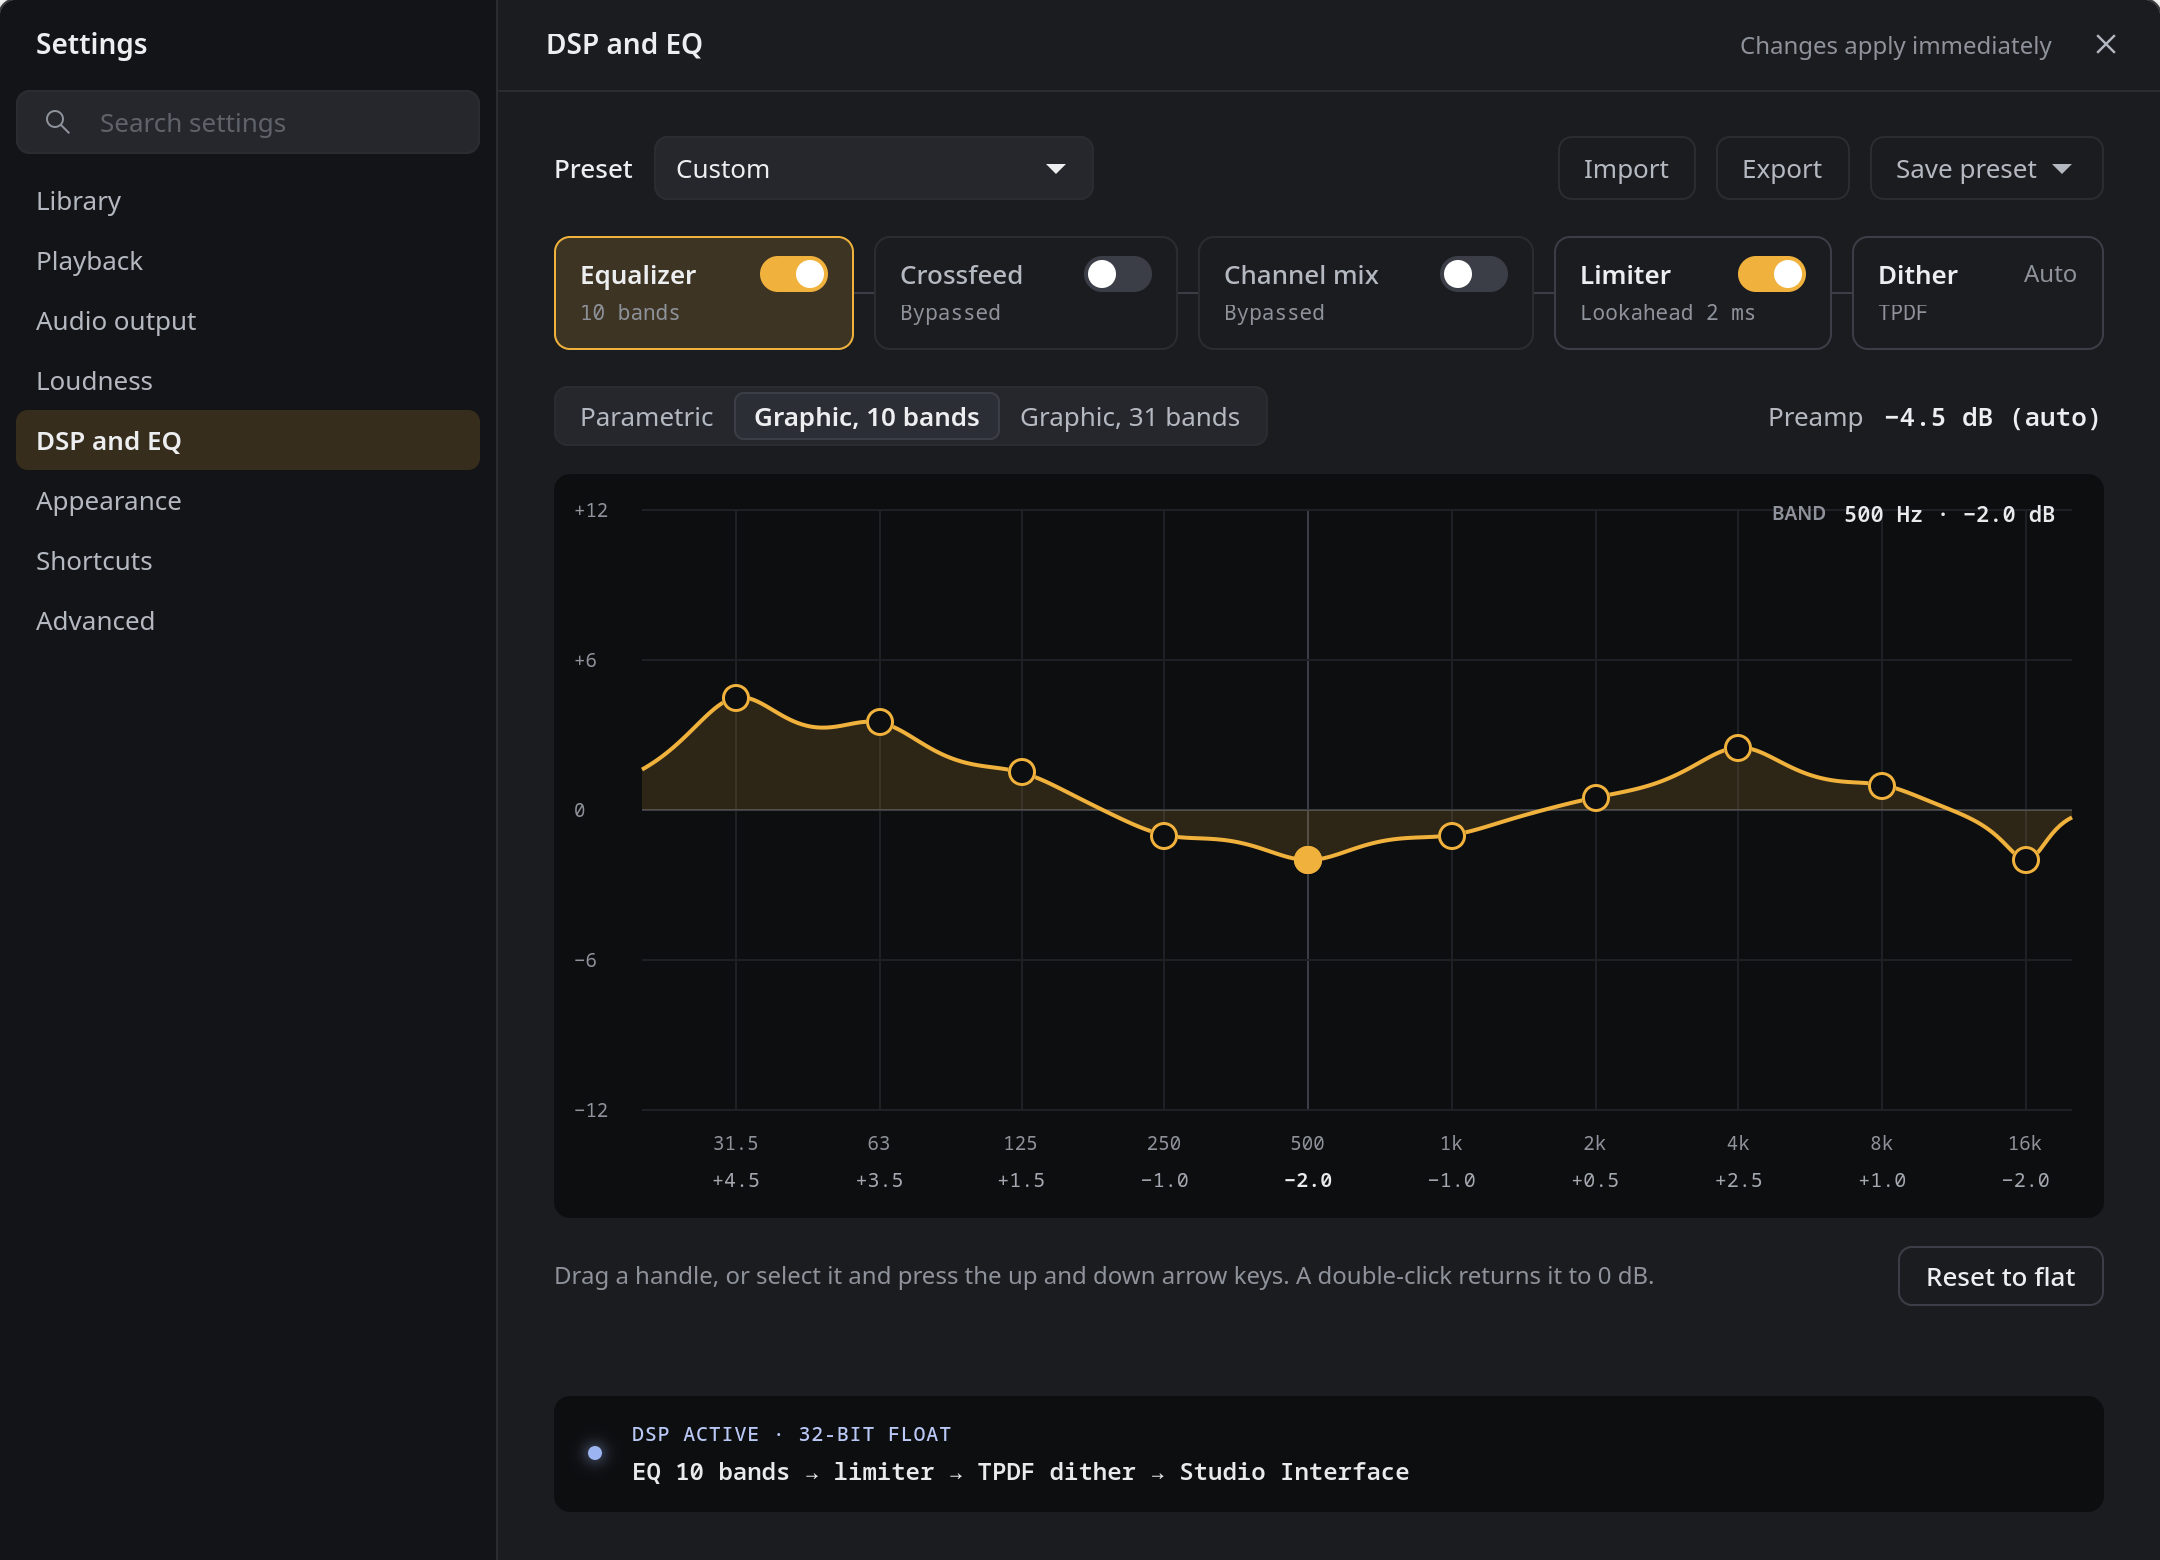 Settings
Search settings
Library
Playback
Audio output
Loudness
DSP and EQ
Appearance
Shortcuts
Advanced
DSP and EQ
Changes apply immediately
Preset
Custom
Import
Export
Save preset
Equalizer
10 bands
Crossfeed
Bypassed
Channel mix
Bypassed
Limiter
Lookahead 2 ms
Dither
Auto
TPDF
Parametric
Graphic, 10 bands
Graphic, 31 bands
Preamp −4.5 dB (auto)
BAND 500 Hz · −2.0 dB
+12
+6
0
−6
−12
31.5 63 125 250 500 1k 2k 4k 8k 16k
+4.5 +3.5 +1.5 −1.0 −2.0 −1.0 +0.5 +2.5 +1.0 −2.0
Drag a handle, or select it and press the up and down arrow keys. A double-click returns it to 0 dB.
Reset to flat
DSP ACTIVE · 32-BIT FLOAT
EQ 10 bands → limiter → TPDF dither → Studio Interface